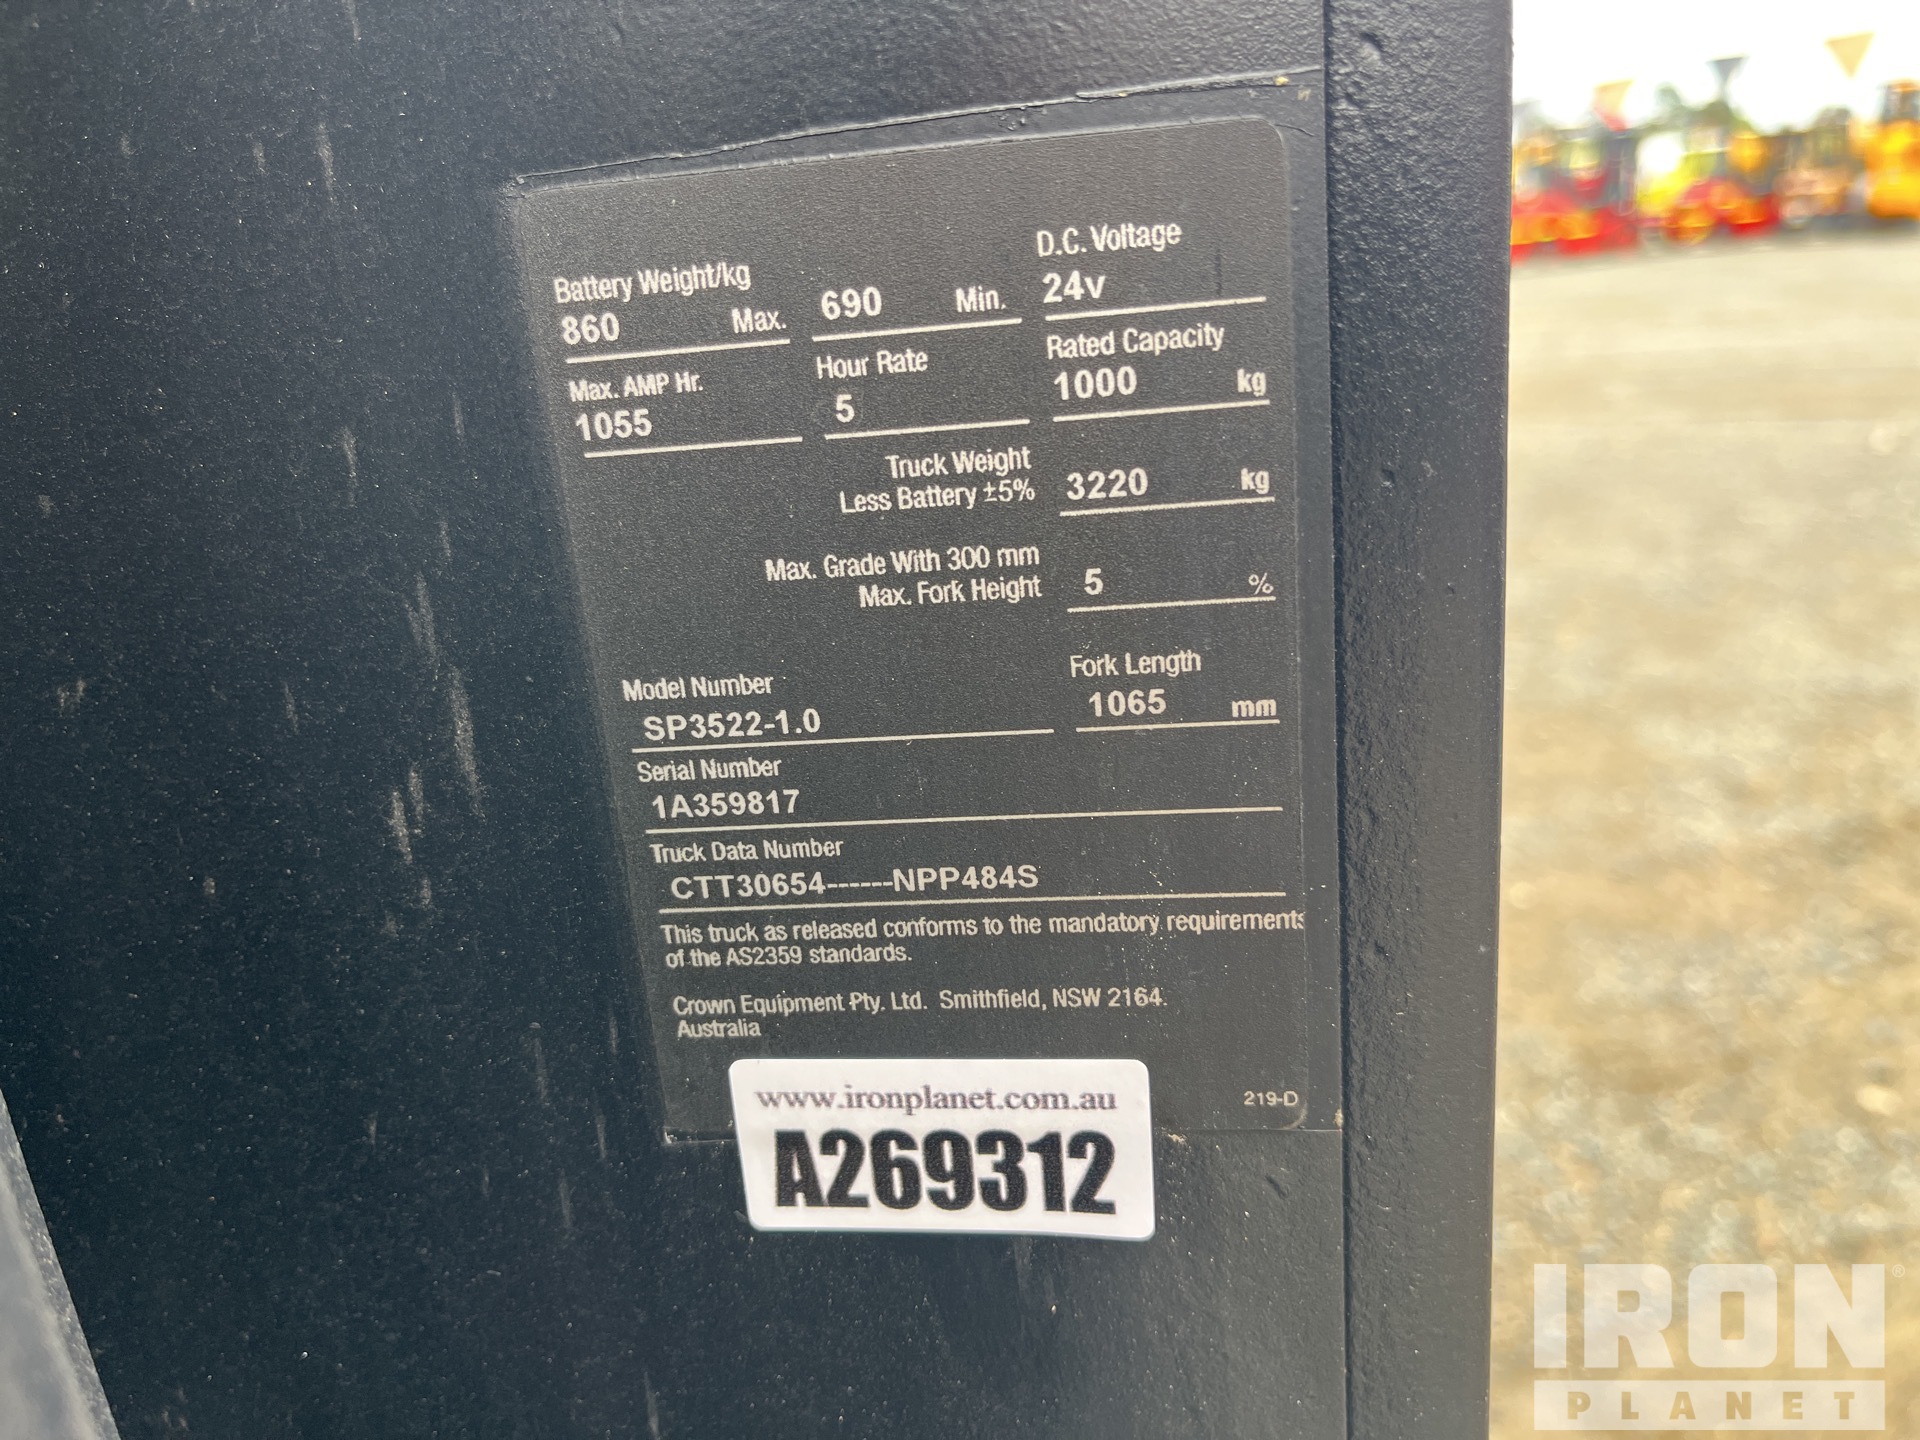 Battery Weight/kg
860 Max. 690 Min.
D.C. Voltage
24v
Max. AMP Hr.
1055
Hour Rate
5
Rated Capacity
1000 kg
Truck Weight
Less Battery ±5% 3220 kg
Max. Grade With 300 mm
Max. Fork Height 5 %
Model Number
SP3522-1.0
Fork Length
1065 mm
Serial Number
1A359817
Truck Data Number
CTT30654------NPP484S
This truck as released conforms to the mandatory requirements
of the AS2359 standards.
Crown Equipment Pty. Ltd. Smithfield, NSW 2164.
Australia
219-D
www.ironplanet.com.au
A269312
IRON®
PLANET